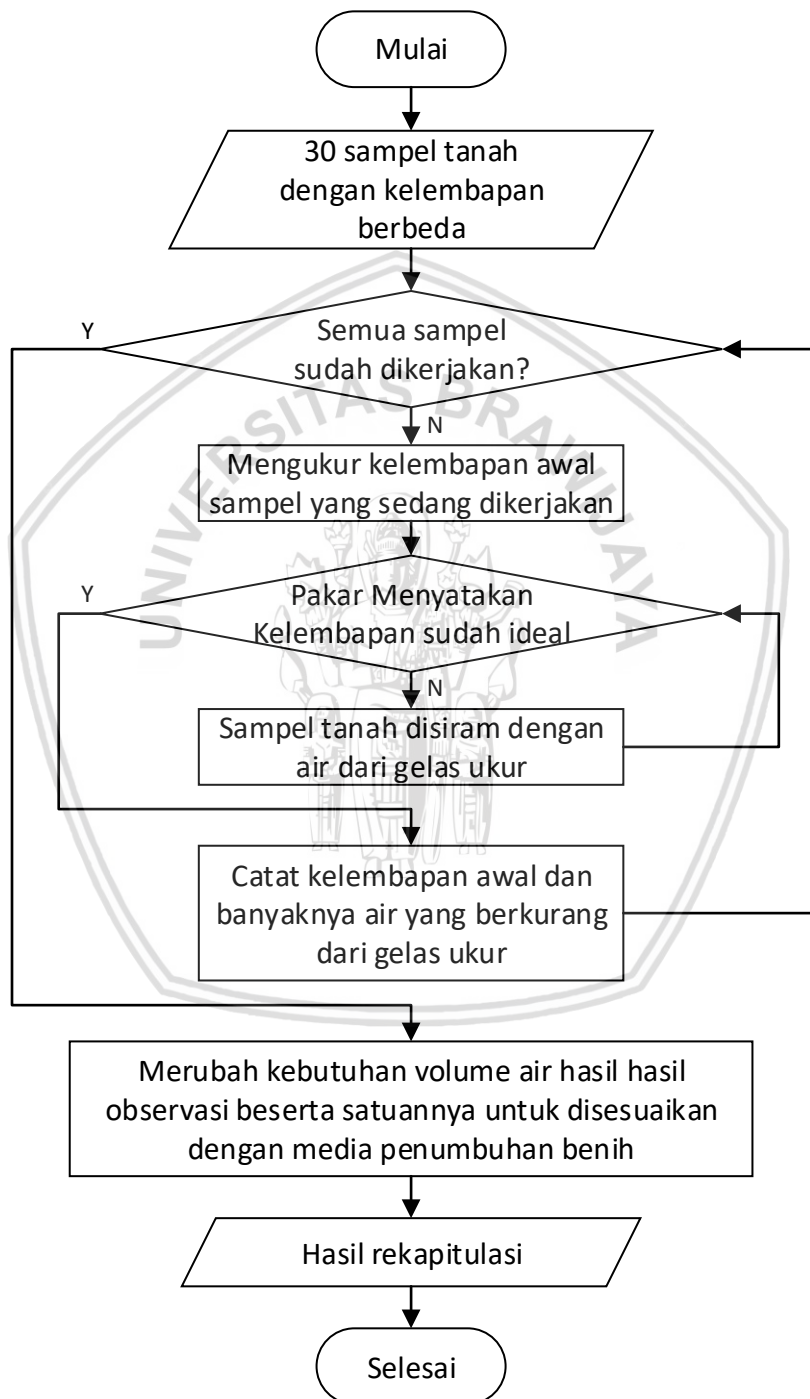 Mulai
30 sampel tanah
dengan kelembapan
berbeda
Y
Semua sampel
sudah dikerjakan?
UNIVERSITAS BRAWIJAYA
N
Mengukur kelembapan awal
sampel yang sedang dikerjakan
Y
Pakar Menyatakan
Kelembapan sudah ideal
N
Sampel tanah disiram dengan
air dari gelas ukur
Catat kelembapan awal dan
banyaknya air yang berkurang
dari gelas ukur
Merubah kebutuhan volume air hasil hasil
observasi beserta satuannya untuk disesuaikan
dengan media penumbuhan benih
Hasil rekapitulasi
Selesai